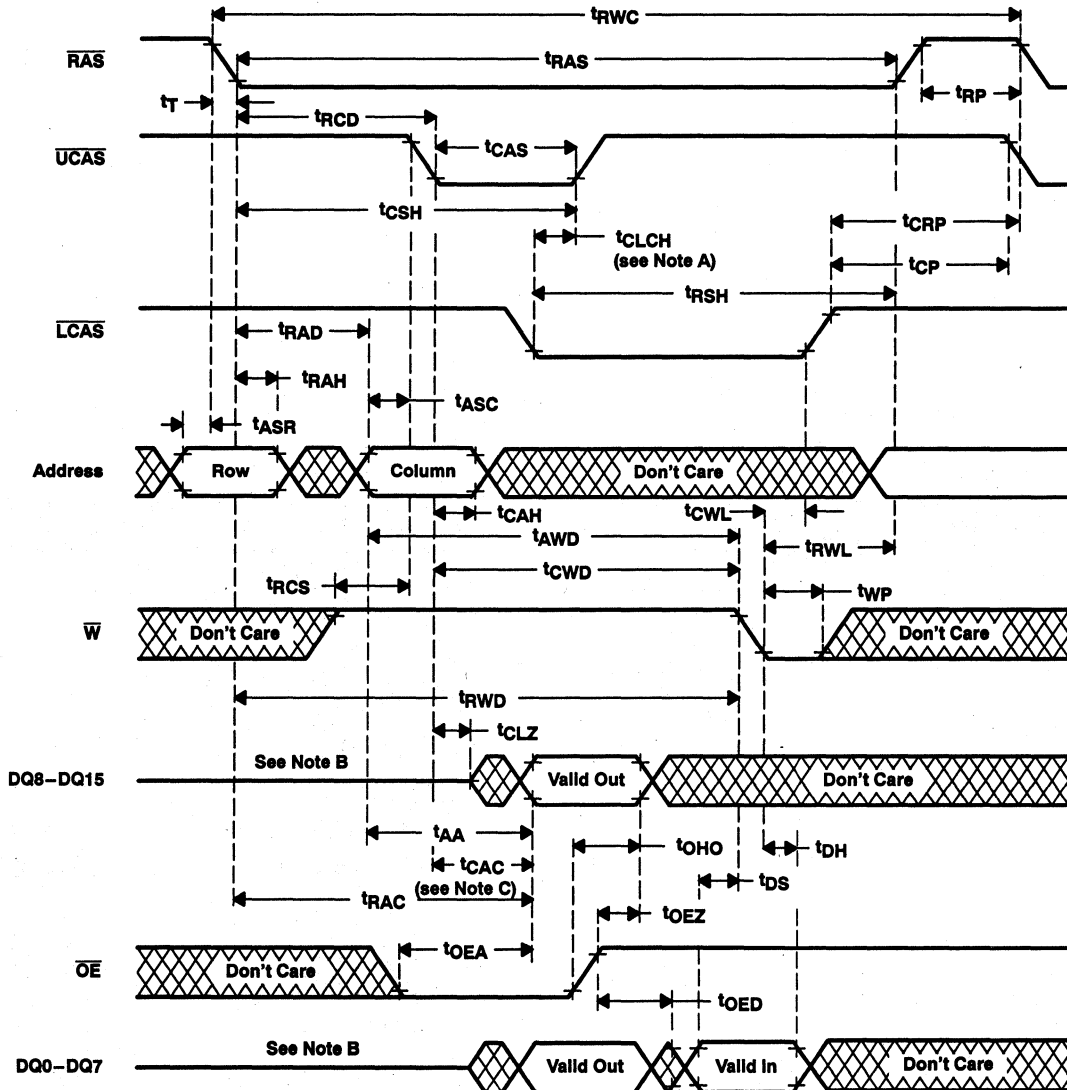 tRWC
RAS
tRAS
tT
tRP
tRCD
UCAS
tCAS
tCSH
tCRP
tCLCH
(see Note A)
tCP
tRSH
LCAS
tRAD
tRAH
tASC
tASR
Address
Row
Column
Don't Care
tCAH
tCWL
tAWD
tRWL
tCWD
tRCS
tWP
W
Don't Care
Don't Care
tRWD
tCLZ
See Note B
DQ8–DQ15
Valid Out
Don't Care
tAA
tOHO
tDH
tCAC
(see Note C)
tDS
tRAC
tOEZ
tOEA
OE
Don't Care
tOED
See Note B
DQ0–DQ7
Valid Out
Valid In
Don't Care